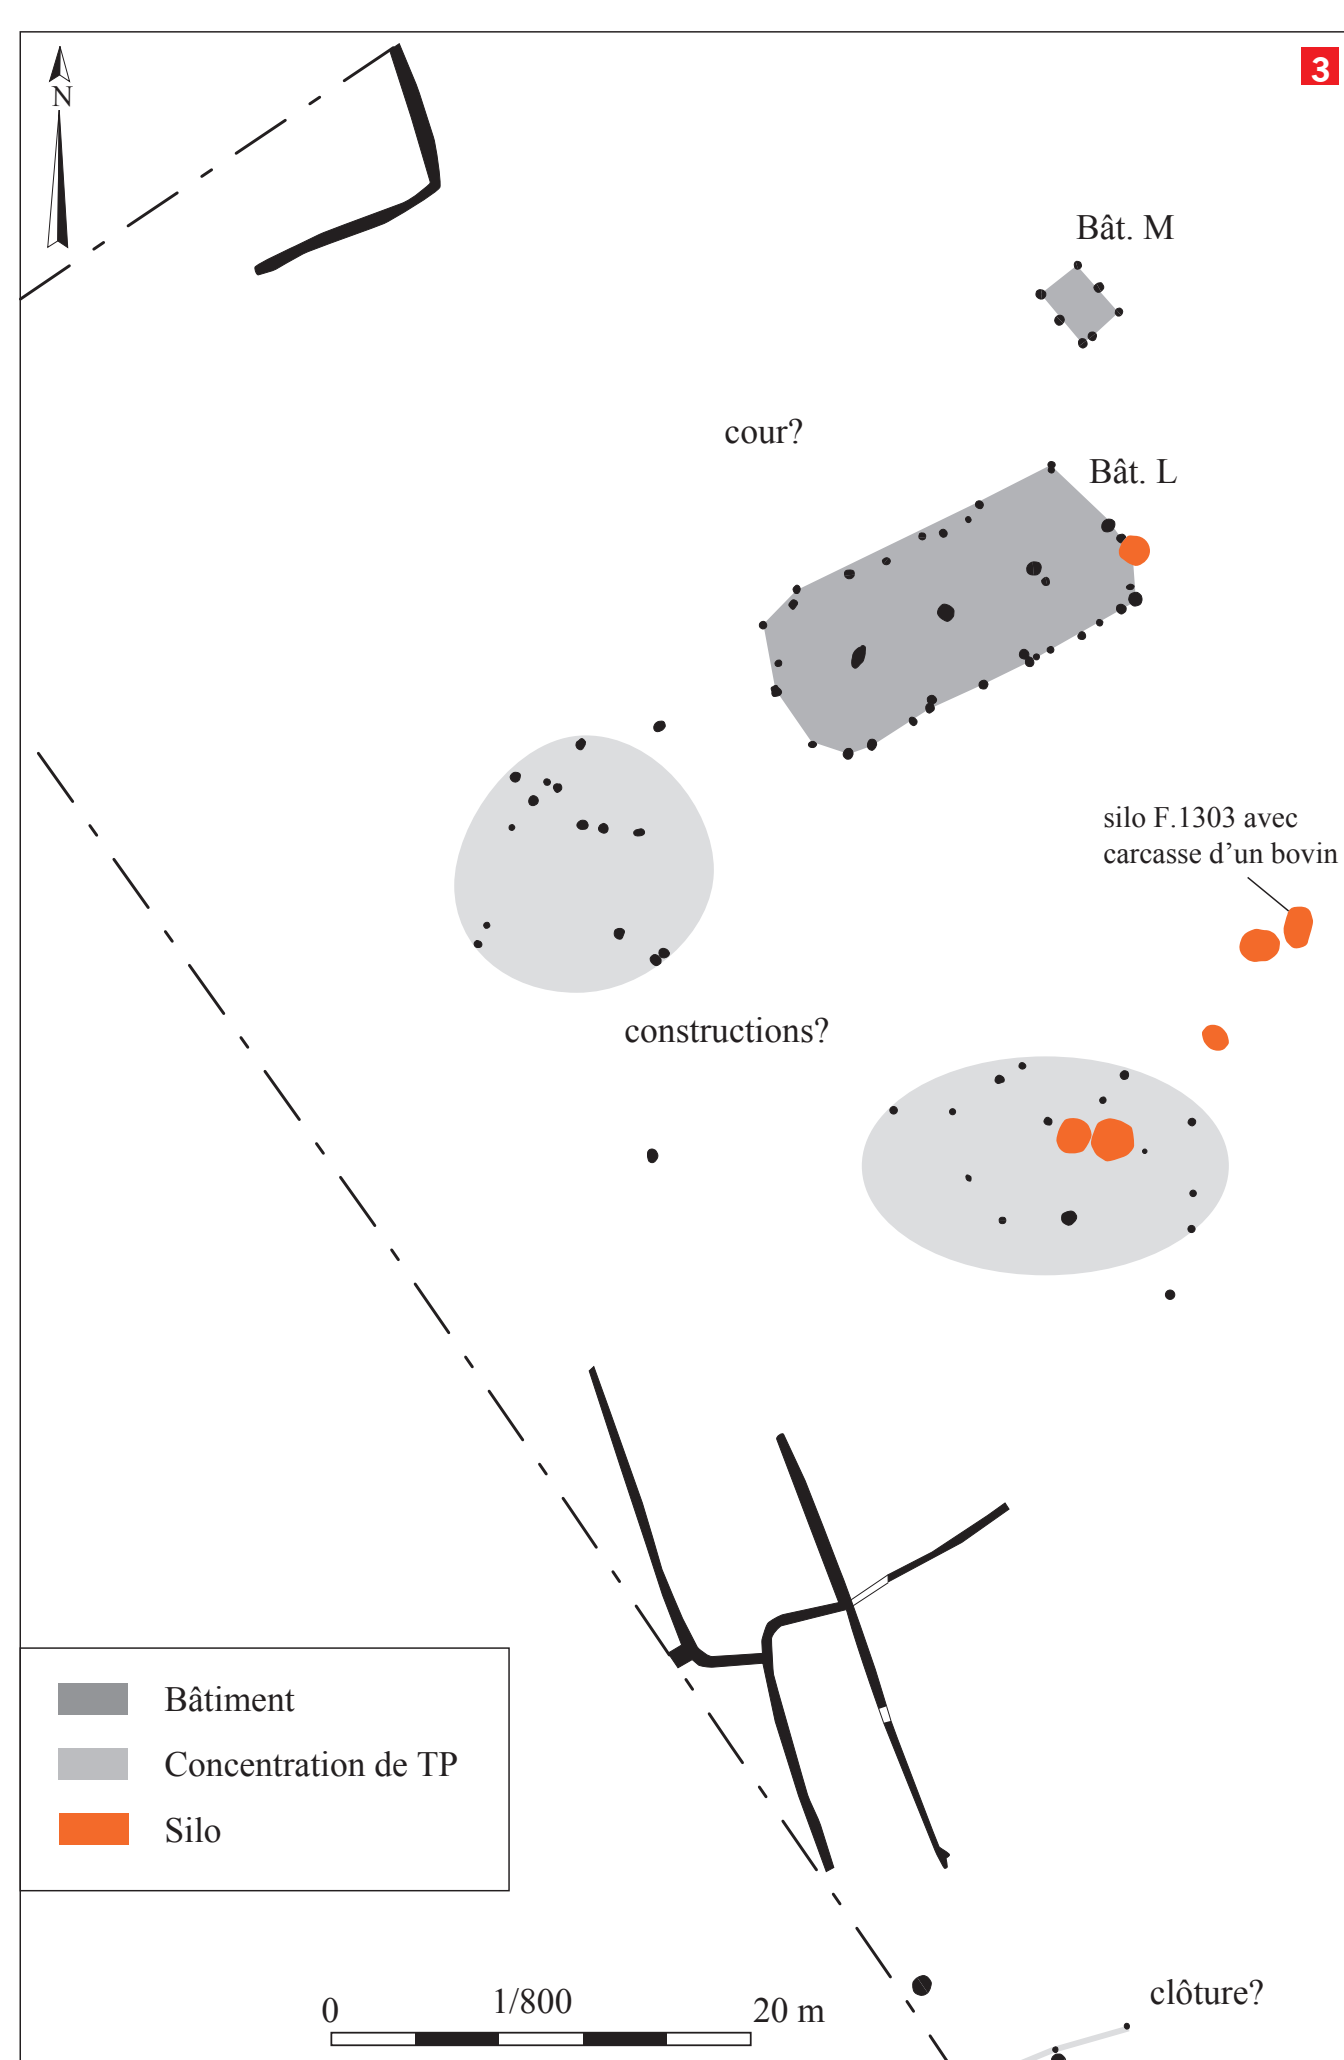 3
N
Bât. M
cour?
Bât. L
silo F.1303 avec
carcasse d’un bovin
constructions?
Bâtiment
Concentration de TP
Silo
0 1/800 20 m
clôture?